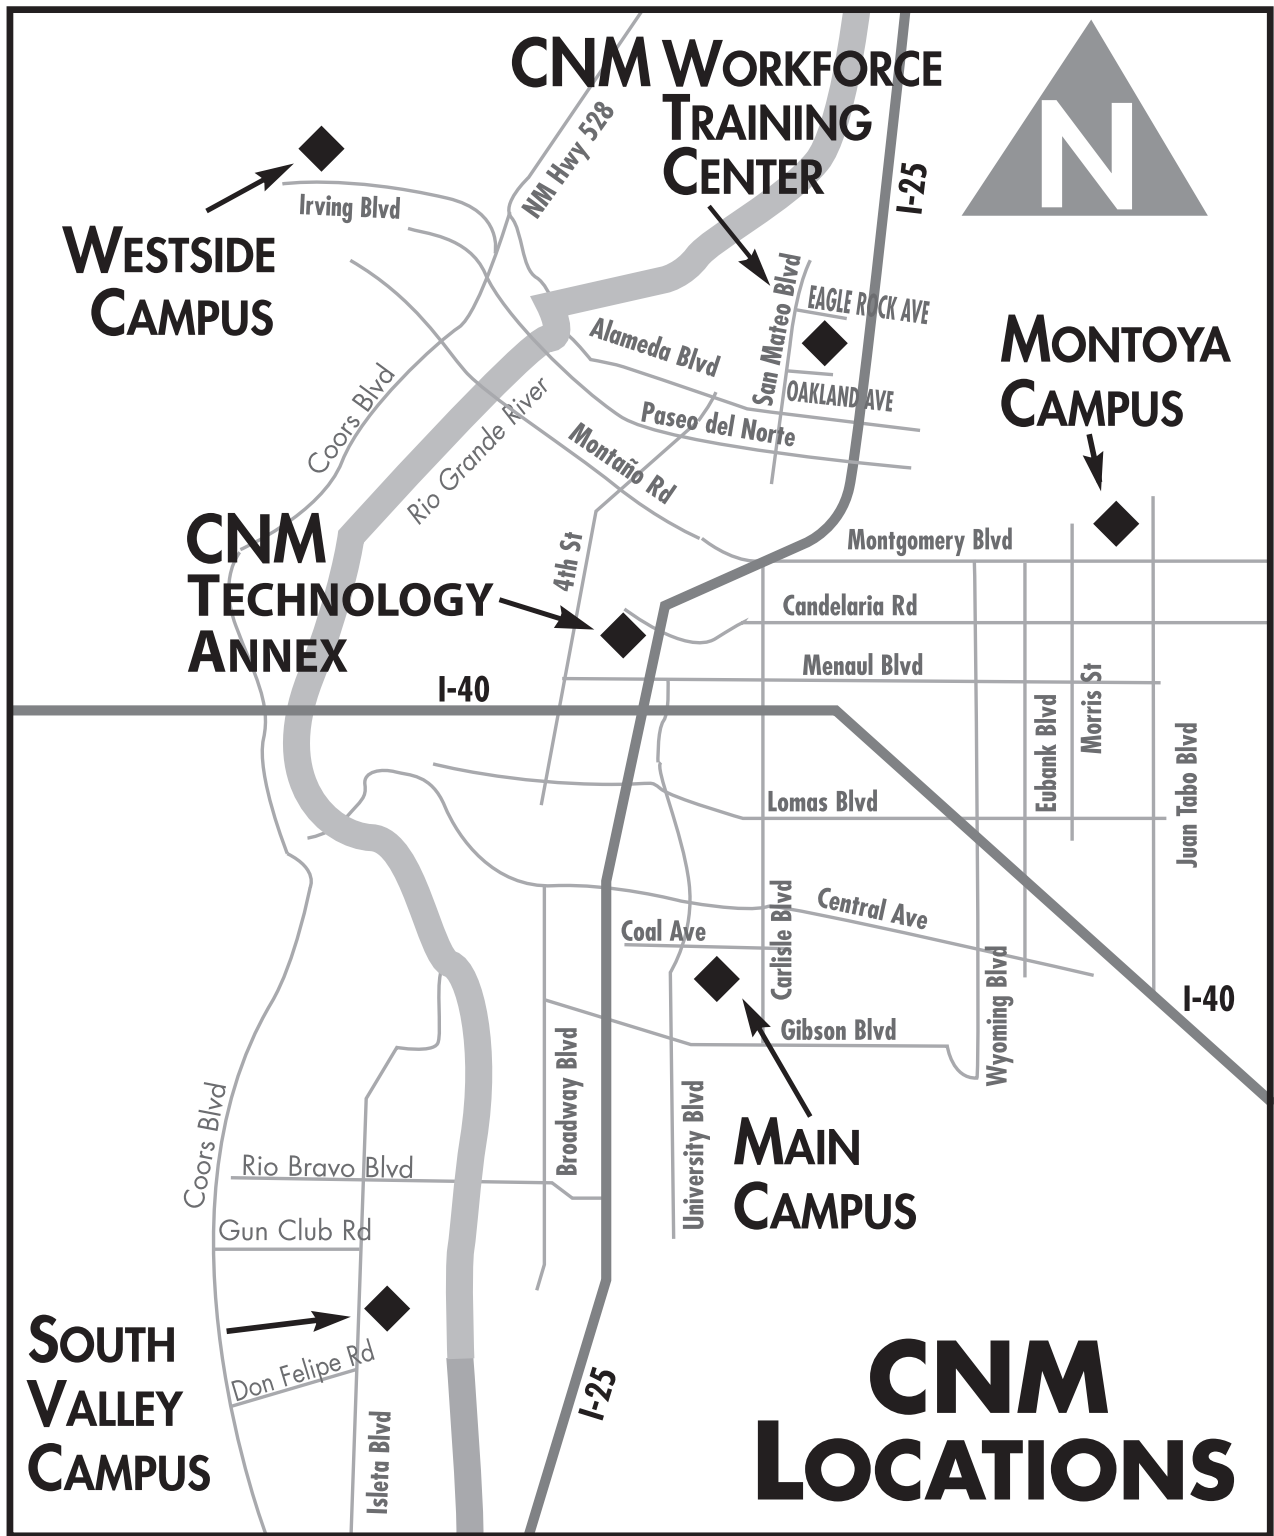 CNM WORKFORCE
TRAINING
CENTER
N
NM Hwy 528
I-25
Irving Blvd
WESTSIDE
CAMPUS
San Mateo Blvd
EAGLE ROCK AVE
Alameda Blvd
OAKLAND AVE
MONTOYA
CAMPUS
Coors Blvd
Rio Grande River
Paseo del Norte
Montaño Rd
CNM
TECHNOLOGY
ANNEX
4th St
Montgomery Blvd
Candelaria Rd
Menaul Blvd
I-40
Morris St
Eubank Blvd
Juan Tabo Blvd
Lomas Blvd
Central Ave
Carlisle Blvd
Coal Ave
Wyoming Blvd
I-40
Gibson Blvd
Broadway Blvd
University Blvd
MAIN
CAMPUS
Coors Blvd
Rio Bravo Blvd
Gun Club Rd
SOUTH
VALLEY
CAMPUS
Don Felipe Rd
Isleta Blvd
I-25
CNM
LOCATIONS